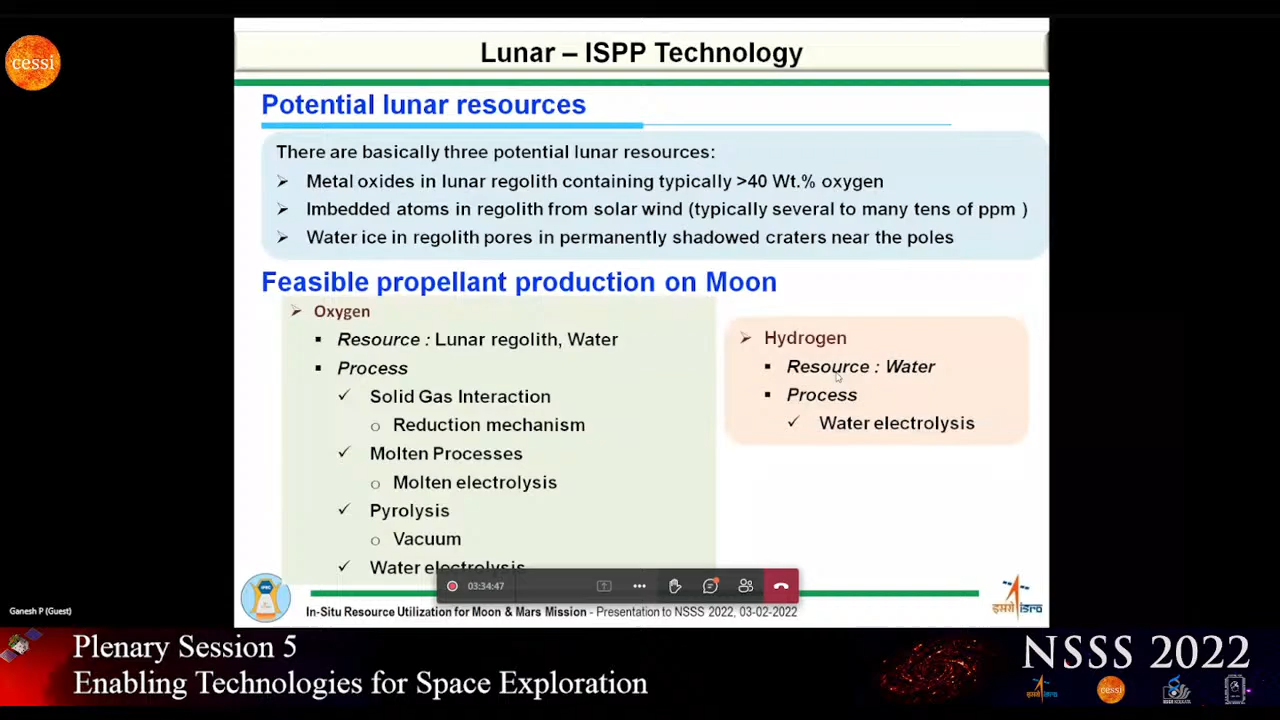 cessi
Lunar – ISPP Technology
Potential lunar resources
There are basically three potential lunar resources:
Metal oxides in lunar regolith containing typically >40 Wt.% oxygen
Imbedded atoms in regolith from solar wind (typically several to many tens of ppm )
Water ice in regolith pores in permanently shadowed craters near the poles
Feasible propellant production on Moon
Oxygen
Resource : Lunar regolith, Water
Process
Solid Gas Interaction
Reduction mechanism
Molten Processes
Molten electrolysis
Pyrolysis
Vacuum
Water electrolysis
Hydrogen
Resource : Water
Process
Water electrolysis
03:34:47
In-Situ Resource Utilization for Moon & Mars Mission - Presentation to NSSS 2022, 03-02-2022
इसरो isro
Ganesh P (Guest)
Plenary Session 5
Enabling Technologies for Space Exploration
NSSS 2022
cessi